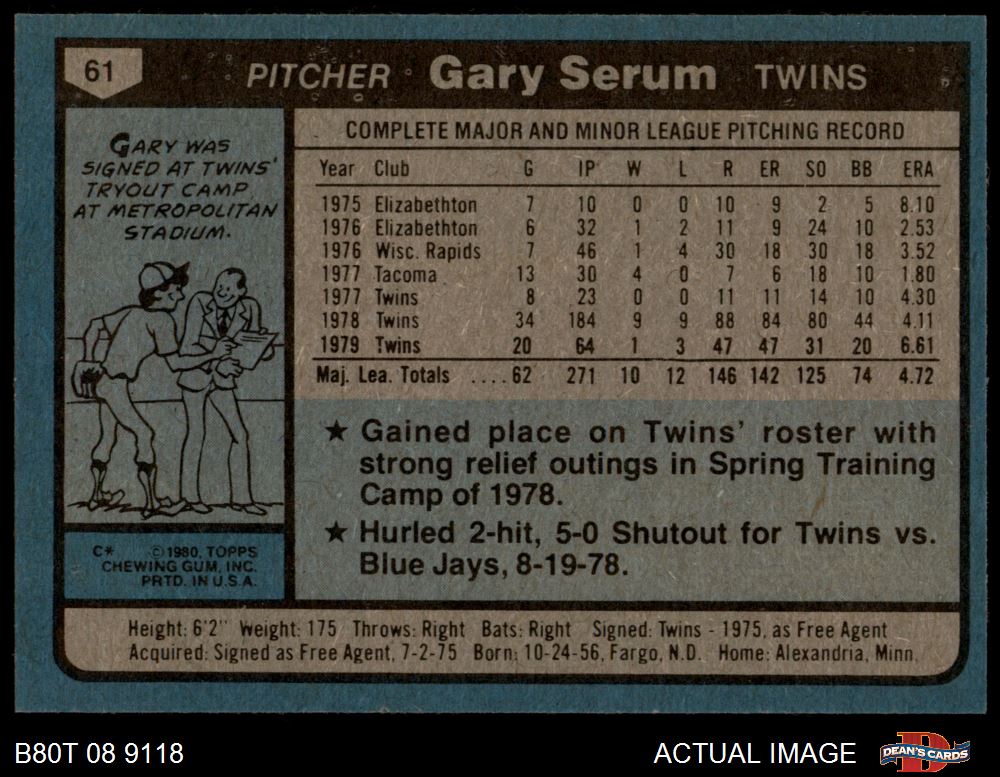 61 PITCHER Gary Serum TWINS
GARY WAS
SIGNED AT TWINS'
TRYOUT CAMP
AT METROPOLITAN
STADIUM.
COMPLETE MAJOR AND MINOR LEAGUE PITCHING RECORD
Year Club G IP W L R ER SO BB ERA
1975 Elizabethton 7 10 0 0 10 9 2 5 8.10
1976 Elizabethton 6 32 1 2 11 9 24 10 2.53
1976 Wisc. Rapids 7 46 1 4 30 18 30 18 3.52
1977 Tacoma 13 30 4 0 7 6 18 10 1.80
1977 Twins 8 23 0 0 11 11 14 10 4.30
1978 Twins 34 184 9 9 88 84 80 44 4.11
1979 Twins 20 64 1 3 47 47 31 20 6.61
Maj. Lea. Totals ....62 271 10 12 146 142 125 74 4.72
★ Gained place on Twins' roster with
strong relief outings in Spring Training
Camp of 1978.
★ Hurled 2-hit, 5-0 Shutout for Twins vs.
Blue Jays, 8-19-78.
C* © 1980, TOPPS
CHEWING GUM, INC.
PRTD. IN U.S.A.
Height: 6'2" Weight: 175 Throws: Right Bats: Right Signed: Twins - 1975, as Free Agent
Acquired: Signed as Free Agent, 7-2-75 Born: 10-24-56, Fargo, N.D. Home: Alexandria, Minn.
B80T 08 9118 ACTUAL IMAGE DEAN'S CARDS